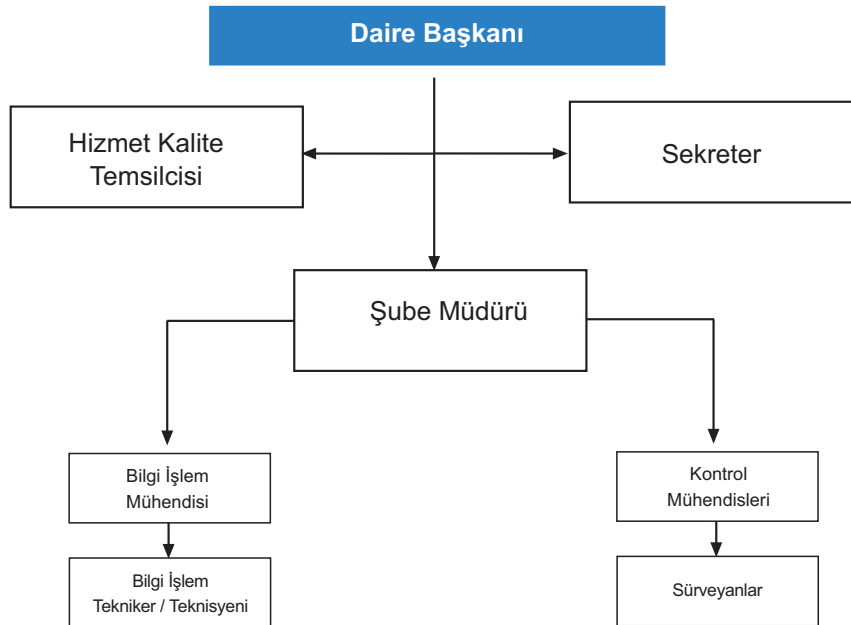 Daire Başkanı
Hizmet Kalite
Temsilcisi
Sekreter
Şube Müdürü
Bilgi İşlem
Mühendisi
Kontrol
Mühendisleri
Bilgi İşlem
Tekniker / Teknisyeni
Sürveyanlar